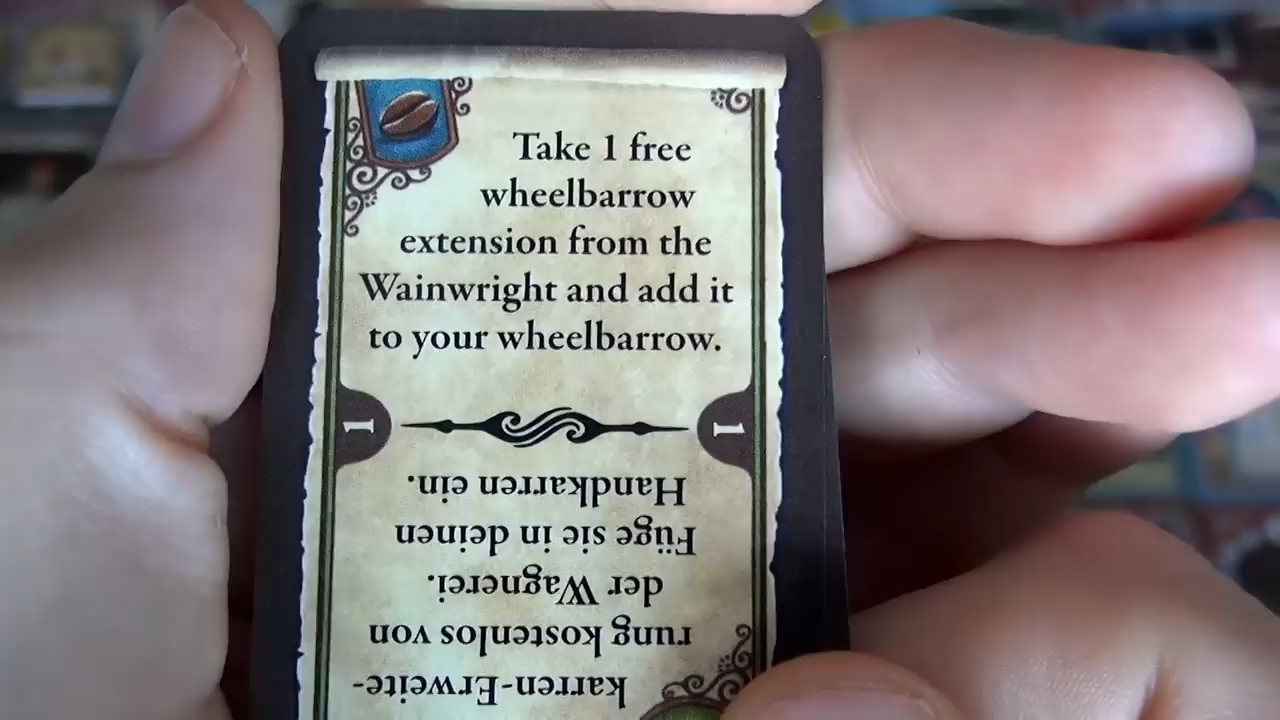 Take 1 free
wheelbarrow
extension from the
Wainwright and add it
to your wheelbarrow.
1
1
karren-Erweite-
rung kostenlos von
der Wagnerei.
Füge sie in deinen
Handkarren ein.